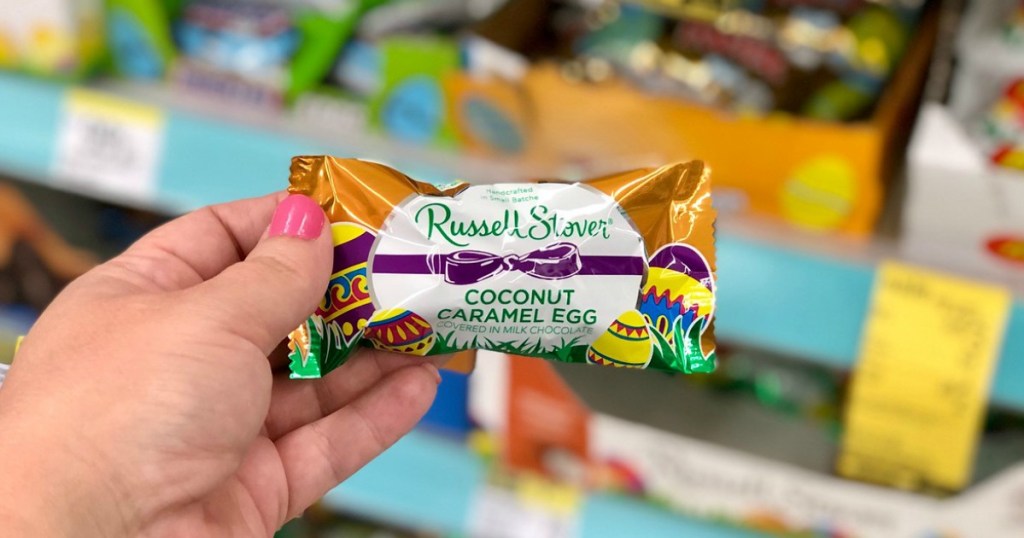 Handcrafted
in Small Batches
Russell Stover
COCONUT
CARAMEL EGG
COVERED IN MILK CHOCOLATE